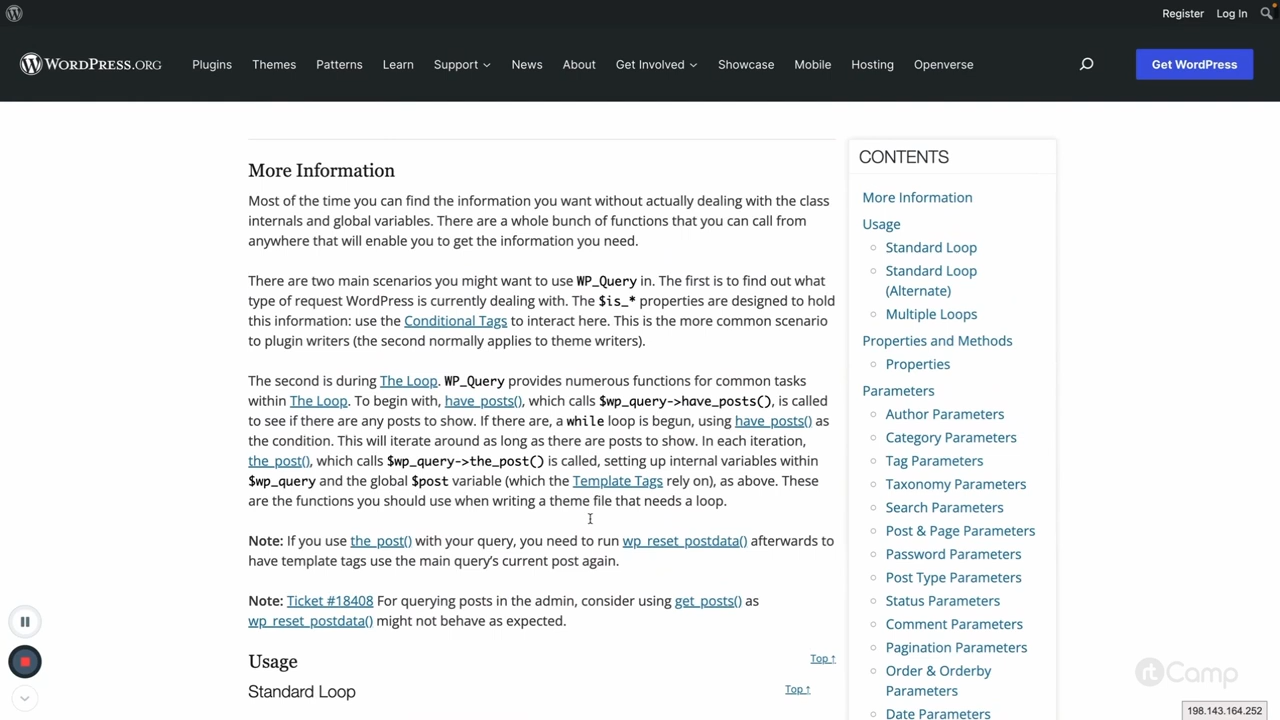 Register Log In
WORDPRESS.ORG Plugins Themes Patterns Learn Support News About Get Involved Showcase Mobile Hosting Openverse Get WordPress
More Information
Most of the time you can find the information you want without actually dealing with the class
internals and global variables. There are a whole bunch of functions that you can call from
anywhere that will enable you to get the information you need.
There are two main scenarios you might want to use WP_Query in. The first is to find out what
type of request WordPress is currently dealing with. The $is_* properties are designed to hold
this information: use the Conditional Tags to interact here. This is the more common scenario
to plugin writers (the second normally applies to theme writers).
The second is during The Loop. WP_Query provides numerous functions for common tasks
within The Loop. To begin with, have_posts(), which calls $wp_query->have_posts(), is called
to see if there are any posts to show. If there are, a while loop is begun, using have_posts() as
the condition. This will iterate around as long as there are posts to show. In each iteration,
the_post(), which calls $wp_query->the_post() is called, setting up internal variables within
$wp_query and the global $post variable (which the Template Tags rely on), as above. These
are the functions you should use when writing a theme file that needs a loop.
Note: If you use the_post() with your query, you need to run wp_reset_postdata() afterwards to
have template tags use the main query's current post again.
Note: Ticket #18408 For querying posts in the admin, consider using get_posts() as
wp_reset_postdata() might not behave as expected.
Usage
Top ↑
Standard Loop
Top ↑
CONTENTS
More Information
Usage
Standard Loop
Standard Loop
(Alternate)
Multiple Loops
Properties and Methods
Properties
Parameters
Author Parameters
Category Parameters
Tag Parameters
Taxonomy Parameters
Search Parameters
Post & Page Parameters
Password Parameters
Post Type Parameters
Status Parameters
Comment Parameters
Pagination Parameters
Order & Orderby
Parameters
Date Parameters
rtCamp
198.143.164.252